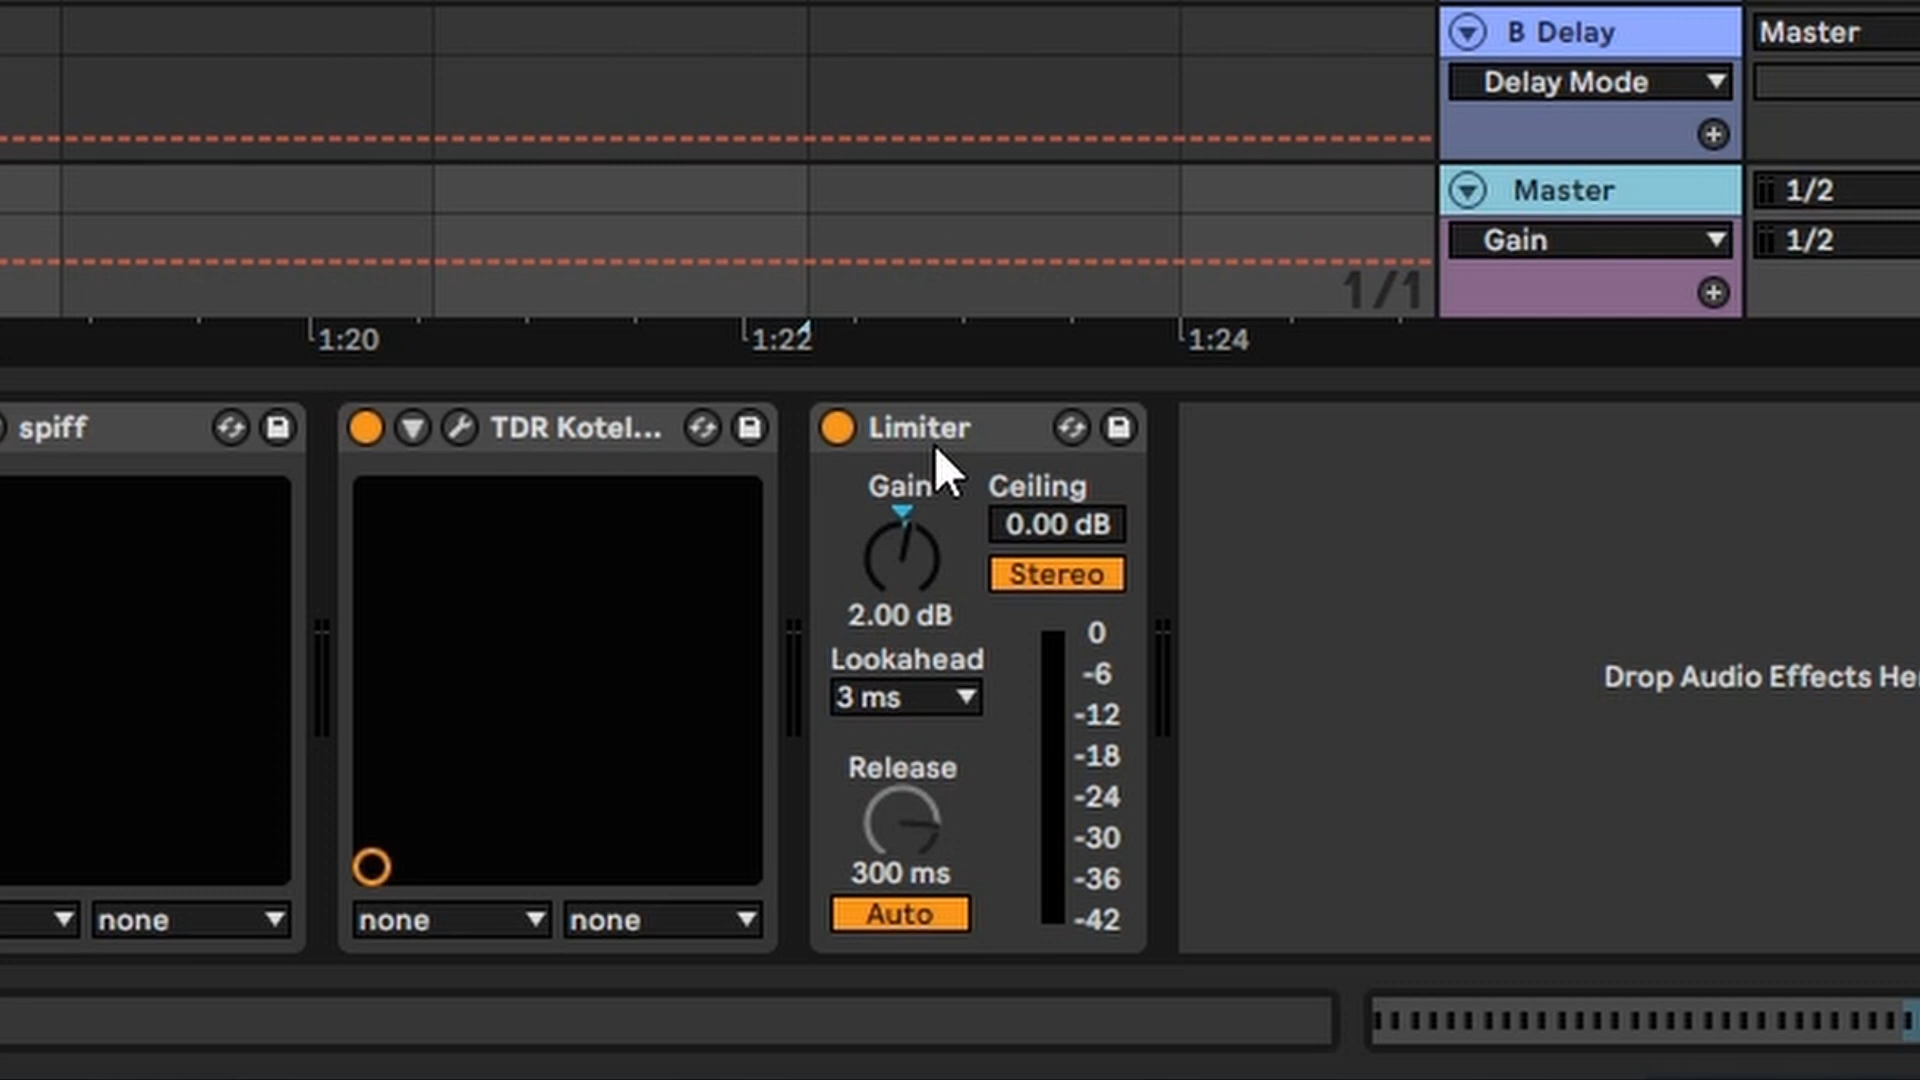 B Delay
Master
Delay Mode
Master
1/2
Gain
1/2
1/1
1:20
1:22
1:24
spiff
TDR Kotel...
Limiter
Gain
Ceiling
0.00 dB
Stereo
2.00 dB
0
Lookahead
-6
3 ms
-12
-18
Release
-24
-30
300 ms
-36
Auto
-42
none
none
none
Drop Audio Effects He